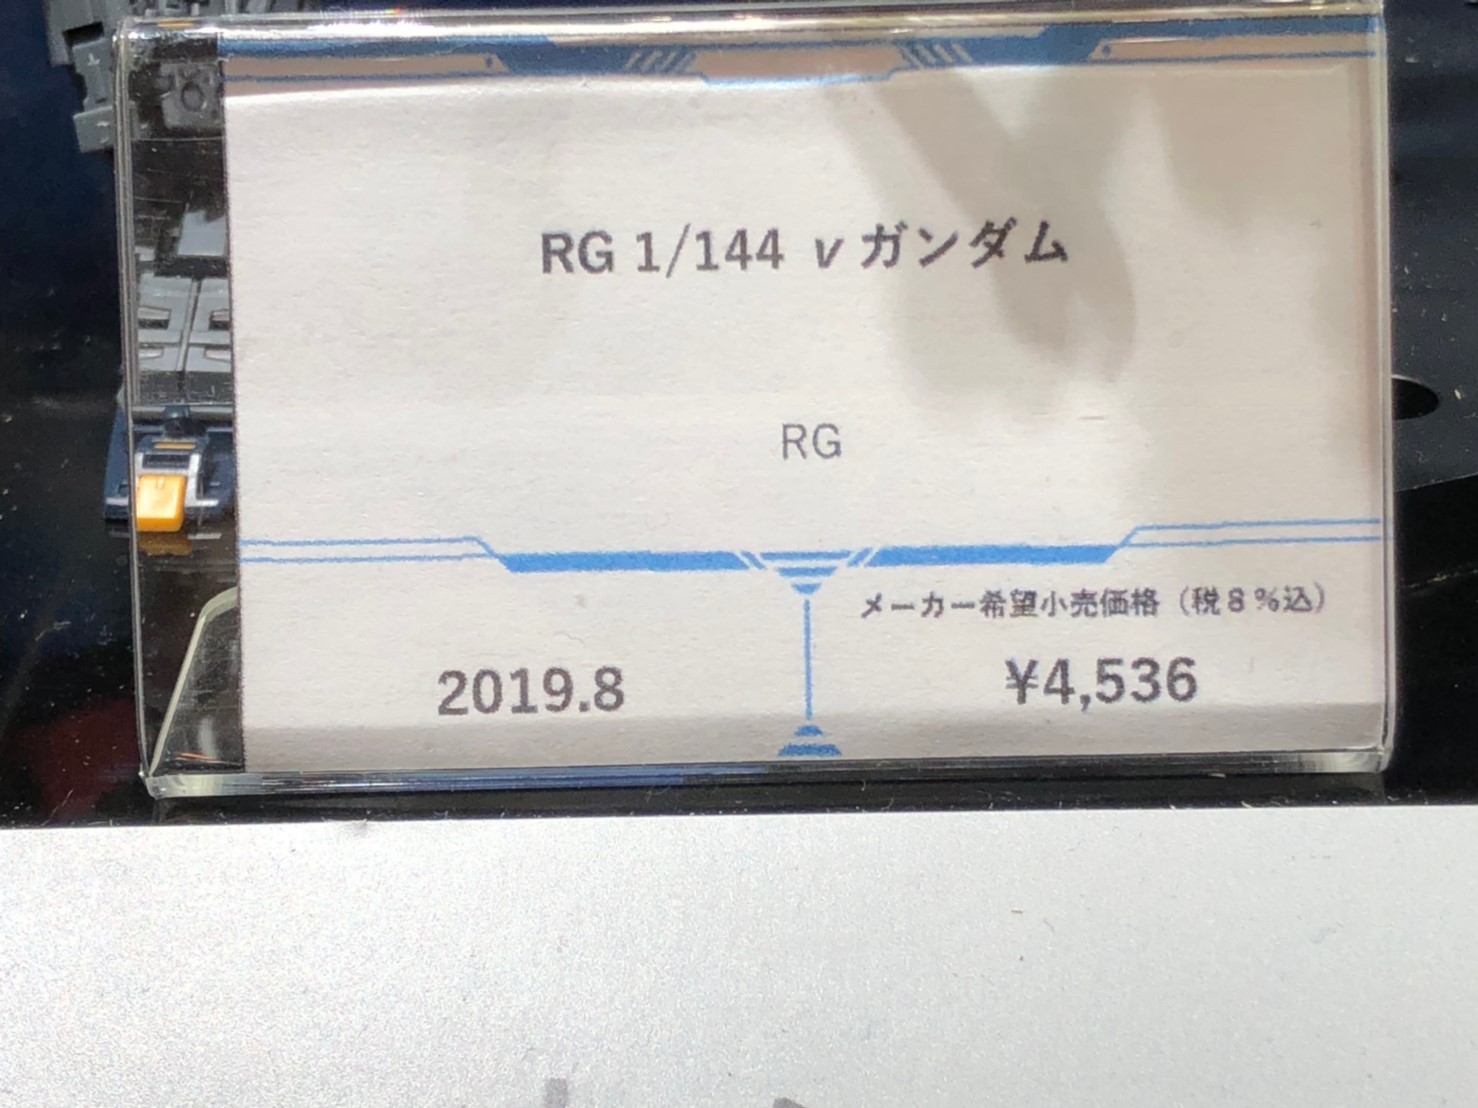 RG 1/144 νガンダム
RG
メーカー希望小売価格（税8％込）
2019.8
¥4,536